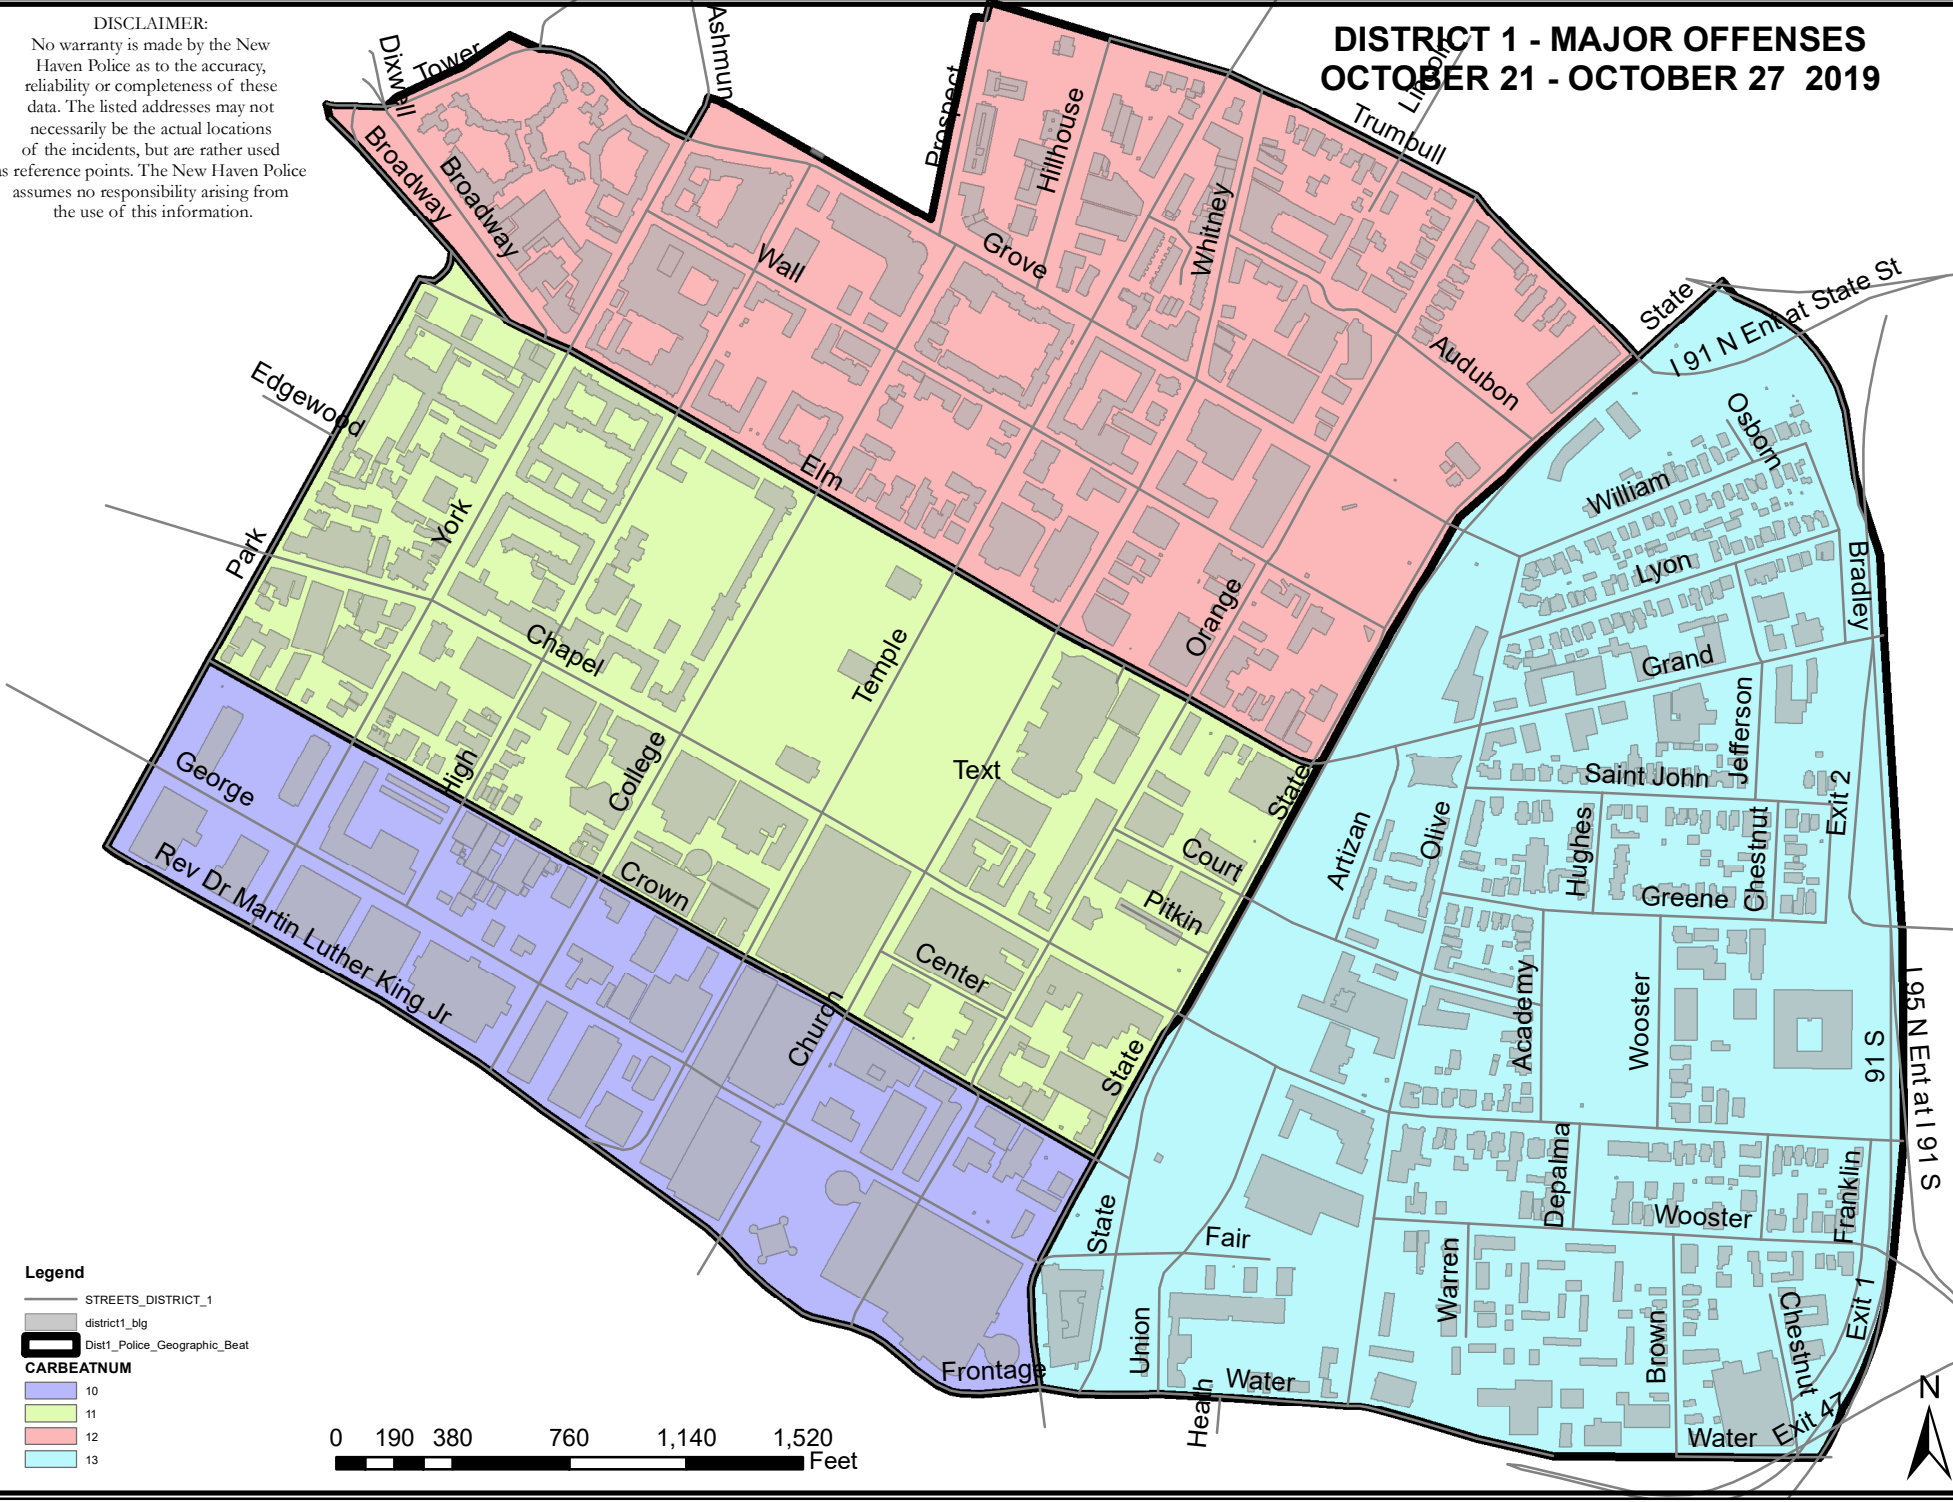 DISCLAIMER:
No warranty is made by the New
Haven Police as to the accuracy,
reliability or completeness of these
data. The listed addresses may not
necessarily be the actual locations
of the incidents, but are rather used
s reference points. The New Haven Police
assumes no responsibility arising from
the use of this information.
DISTRICT 1 - MAJOR OFFENSES
OCTOBER 21 - OCTOBER 27 2019
Dixwell
Tower
Ashmun
Prospect
Hillhouse
Lincoln
Trumbull
Broadway
Broadway
Wall
Grove
Whitney
Audubon
State
I 91 N Ent at State St
Edgewood
Elm
Osborn
William
Lyon
Bradley
Park
York
Chapel
Temple
Orange
Grand
Jefferson
Saint John
Text
State
George
High
College
Crown
Court
Pitkin
Center
Artizan
Olive
Hughes
Greene
Chestnut
Exit 2
Rev Dr Martin Luther King Jr
Church
State
Academy
Wooster
91 S
I 95 N Ent at I 91 S
State
Fair
Depalma
Wooster
Franklin
Union
Warren
Brown
Chestnut
Exit 1
Frontage
Heath
Water
Water
Exit 47
Legend
STREETS_DISTRICT_1
district1_blg
Dist1_Police_Geographic_Beat
CARBEATNUM
10
11
12
13
0 190 380 760 1,140 1,520
Feet
N